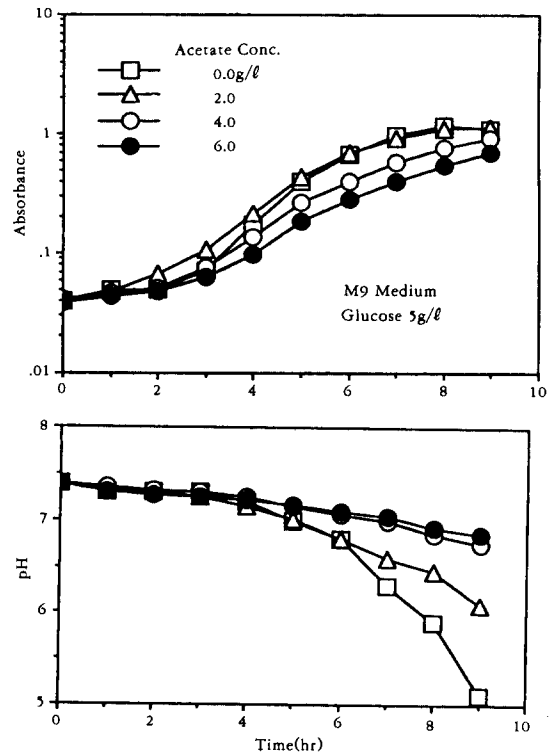 Acetate Conc.
0.0g/ℓ
2.0
4.0
6.0
Absorbance
10
1
.1
.01
M9 Medium
Glucose 5g/ℓ
0 2 4 6 8 10
pH
8
7
6
5
0 2 4 6 8 10
Time(hr)